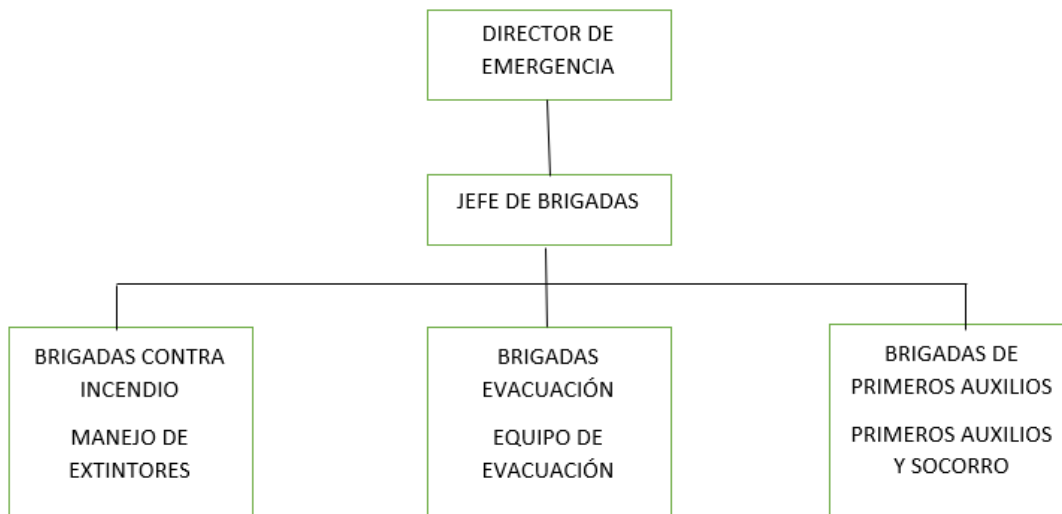 DIRECTOR DE
EMERGENCIA
JEFE DE BRIGADAS
BRIGADAS CONTRA
INCENDIO
MANEJO DE
EXTINTORES
BRIGADAS
EVACUACIÓN
EQUIPO DE
EVACUACIÓN
BRIGADAS DE
PRIMEROS AUXILIOS
PRIMEROS AUXILIOS
Y SOCORRO